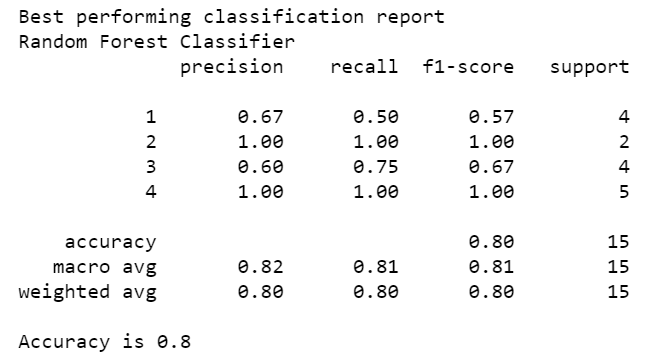 Best performing classification report
Random Forest Classifier
precision recall f1-score support
1 0.67 0.50 0.57 4
2 1.00 1.00 1.00 2
3 0.60 0.75 0.67 4
4 1.00 1.00 1.00 5
accuracy 0.80 15
macro avg 0.82 0.81 0.81 15
weighted avg 0.80 0.80 0.80 15
Accuracy is 0.8